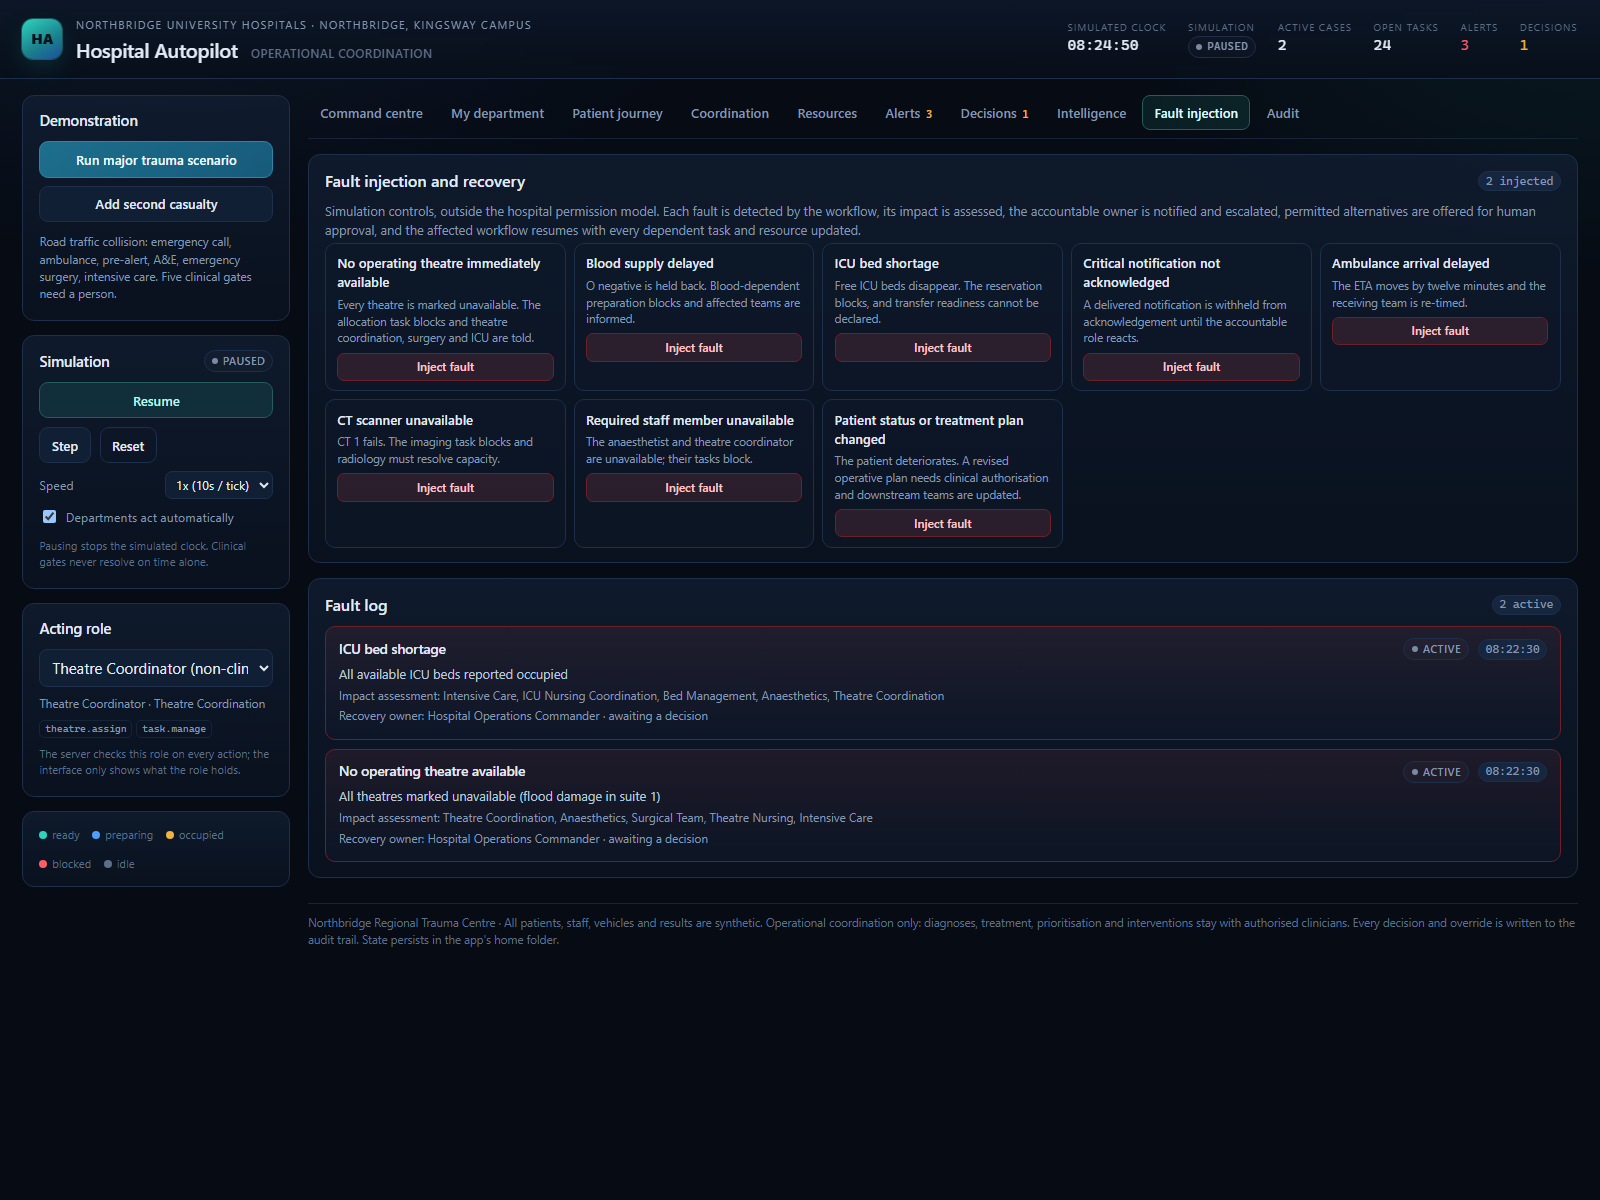 HA
NORTHBRIDGE UNIVERSITY HOSPITALS · NORTHBRIDGE, KINGSWAY CAMPUS
Hospital Autopilot OPERATIONAL COORDINATION
SIMULATED CLOCK
08:24:50
SIMULATION
PAUSED
ACTIVE CASES
2
OPEN TASKS
24
ALERTS
3
DECISIONS
1
Demonstration
Run major trauma scenario
Add second casualty
Road traffic collision: emergency call,
ambulance, pre-alert, A&E, emergency
surgery, intensive care. Five clinical gates
need a person.
Simulation
PAUSED
Resume
Step
Reset
Speed
1x (10s / tick)
Departments act automatically
Pausing stops the simulated clock. Clinical
gates never resolve on time alone.
Acting role
Theatre Coordinator (non-clin
Theatre Coordinator · Theatre Coordination
theatre.assign task.manage
The server checks this role on every action; the
interface only shows what the role holds.
ready preparing occupied
blocked idle
Command centre
My department
Patient journey
Coordination
Resources
Alerts 3
Decisions 1
Intelligence
Fault injection
Audit
Fault injection and recovery
2 injected
Simulation controls, outside the hospital permission model. Each fault is detected by the workflow, its impact is assessed, the accountable owner is notified and escalated, permitted alternatives are offered for human
approval, and the affected workflow resumes with every dependent task and resource updated.
No operating theatre immediately
available
Every theatre is marked unavailable. The
allocation task blocks and theatre
coordination, surgery and ICU are told.
Inject fault
Blood supply delayed
O negative is held back. Blood-dependent
preparation blocks and affected teams are
informed.
Inject fault
ICU bed shortage
Free ICU beds disappear. The reservation
blocks, and transfer readiness cannot be
declared.
Inject fault
Critical notification not
acknowledged
A delivered notification is withheld from
acknowledgement until the accountable
role reacts.
Inject fault
Ambulance arrival delayed
The ETA moves by twelve minutes and the
receiving team is re-timed.
Inject fault
CT scanner unavailable
CT 1 fails. The imaging task blocks and
radiology must resolve capacity.
Inject fault
Required staff member unavailable
The anaesthetist and theatre coordinator
are unavailable; their tasks block.
Inject fault
Patient status or treatment plan
changed
The patient deteriorates. A revised
operative plan needs clinical authorisation
and downstream teams are updated.
Inject fault
Fault log
2 active
ICU bed shortage
ACTIVE
08:22:30
All available ICU beds reported occupied
Impact assessment: Intensive Care, ICU Nursing Coordination, Bed Management, Anaesthetics, Theatre Coordination
Recovery owner: Hospital Operations Commander · awaiting a decision
No operating theatre available
ACTIVE
08:22:30
All theatres marked unavailable (flood damage in suite 1)
Impact assessment: Theatre Coordination, Anaesthetics, Surgical Team, Theatre Nursing, Intensive Care
Recovery owner: Hospital Operations Commander · awaiting a decision
Northbridge Regional Trauma Centre · All patients, staff, vehicles and results are synthetic. Operational coordination only: diagnoses, treatment, prioritisation and interventions stay with authorised clinicians. Every decision and override is written to the
audit trail. State persists in the app's home folder.